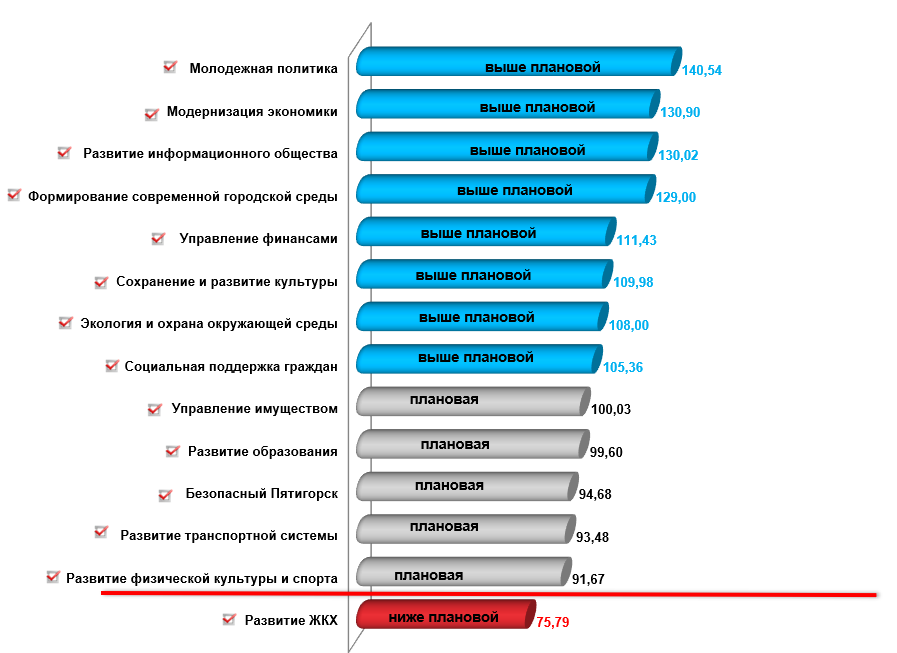 Молодежная политика выше плановой 140,54
Модернизация экономики выше плановой 130,90
Развитие информационного общества выше плановой 130,02
Формирование современной городской среды выше плановой 129,00
Управление финансами выше плановой 111,43
Сохранение и развитие культуры выше плановой 109,98
Экология и охрана окружающей среды выше плановой 108,00
Социальная поддержка граждан выше плановой 105,36
Управление имуществом плановая 100,03
Развитие образования плановая 99,60
Безопасный Пятигорск плановая 94,68
Развитие транспортной системы плановая 93,48
Развитие физической культуры и спорта плановая 91,67
Развитие ЖКХ ниже плановой 75,79